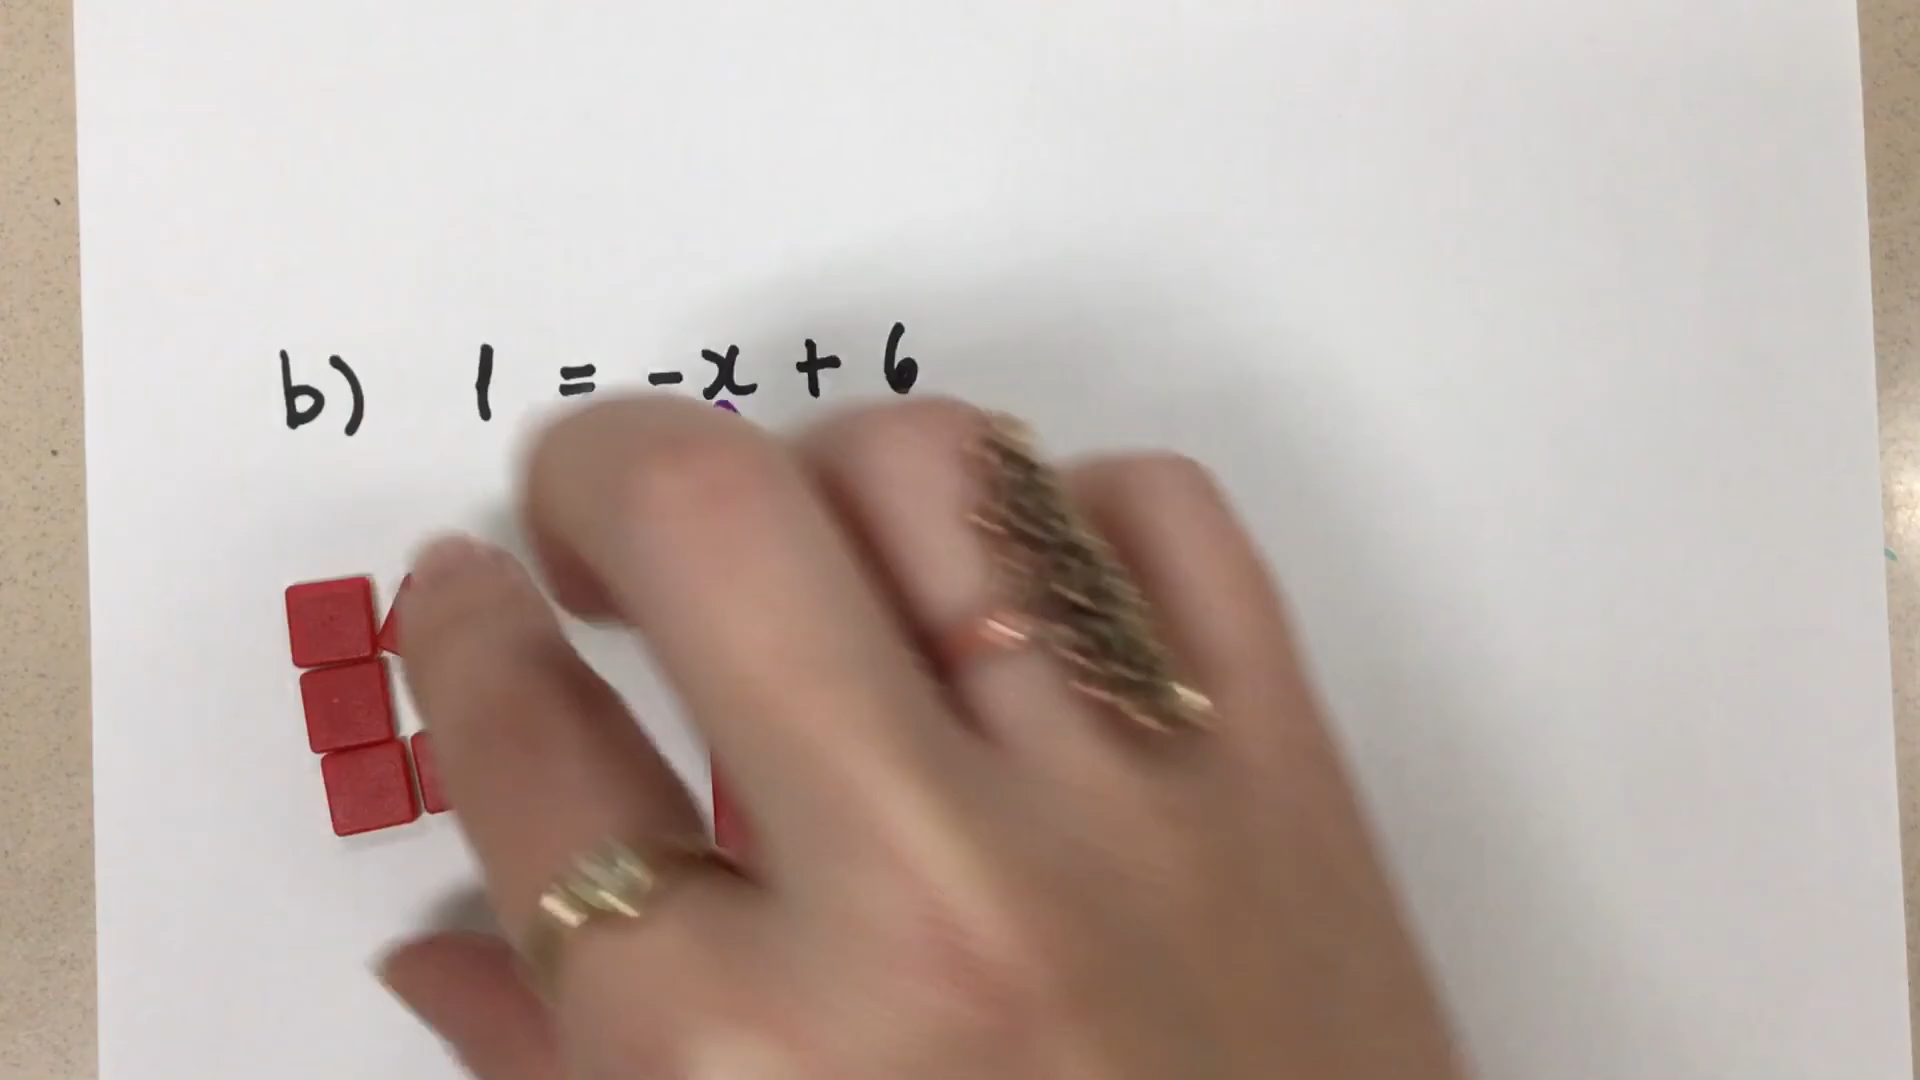 b) 1 = -x + 6